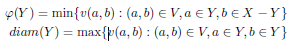 φ(Y) = min{v(a, b) : (a, b) ∈ V, a ∈ Y, b ∈ X − Y}
diam(Y) = max{v(a, b) : (a, b) ∈ V, a ∈ Y, b ∈ Y}